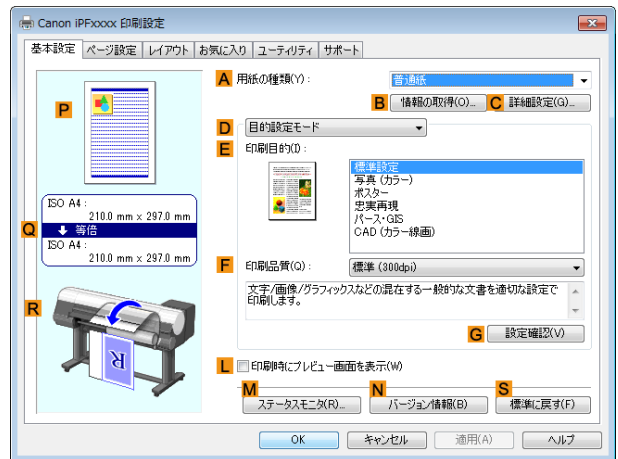 Canon iPFxxxx 印刷設定
基本設定 ページ設定 レイアウト お気に入り ユーティリティ サポート
A 用紙の種類(Y): 普通紙
B 情報の取得(O)... C 詳細設定(G)...
P
D 目的設定モード
E 印刷目的(I):
標準設定
写真 (カラー)
ポスター
忠実再現
パース・GIS
CAD (カラー線画)
Q
ISO A4 :
210.0 mm x 297.0 mm
等倍
ISO A4 :
210.0 mm x 297.0 mm
F 印刷品質(Q): 標準 (300dpi)
文字/画像/グラフィックスなどの混在する一般的な文書を適切な設定で
印刷します。
R
R
G 設定確認(V)
L 印刷時にプレビュー画面を表示(W)
M ステータスモニタ(R)... N バージョン情報(B) S 標準に戻す(F)
OK キャンセル 適用(A) ヘルプ